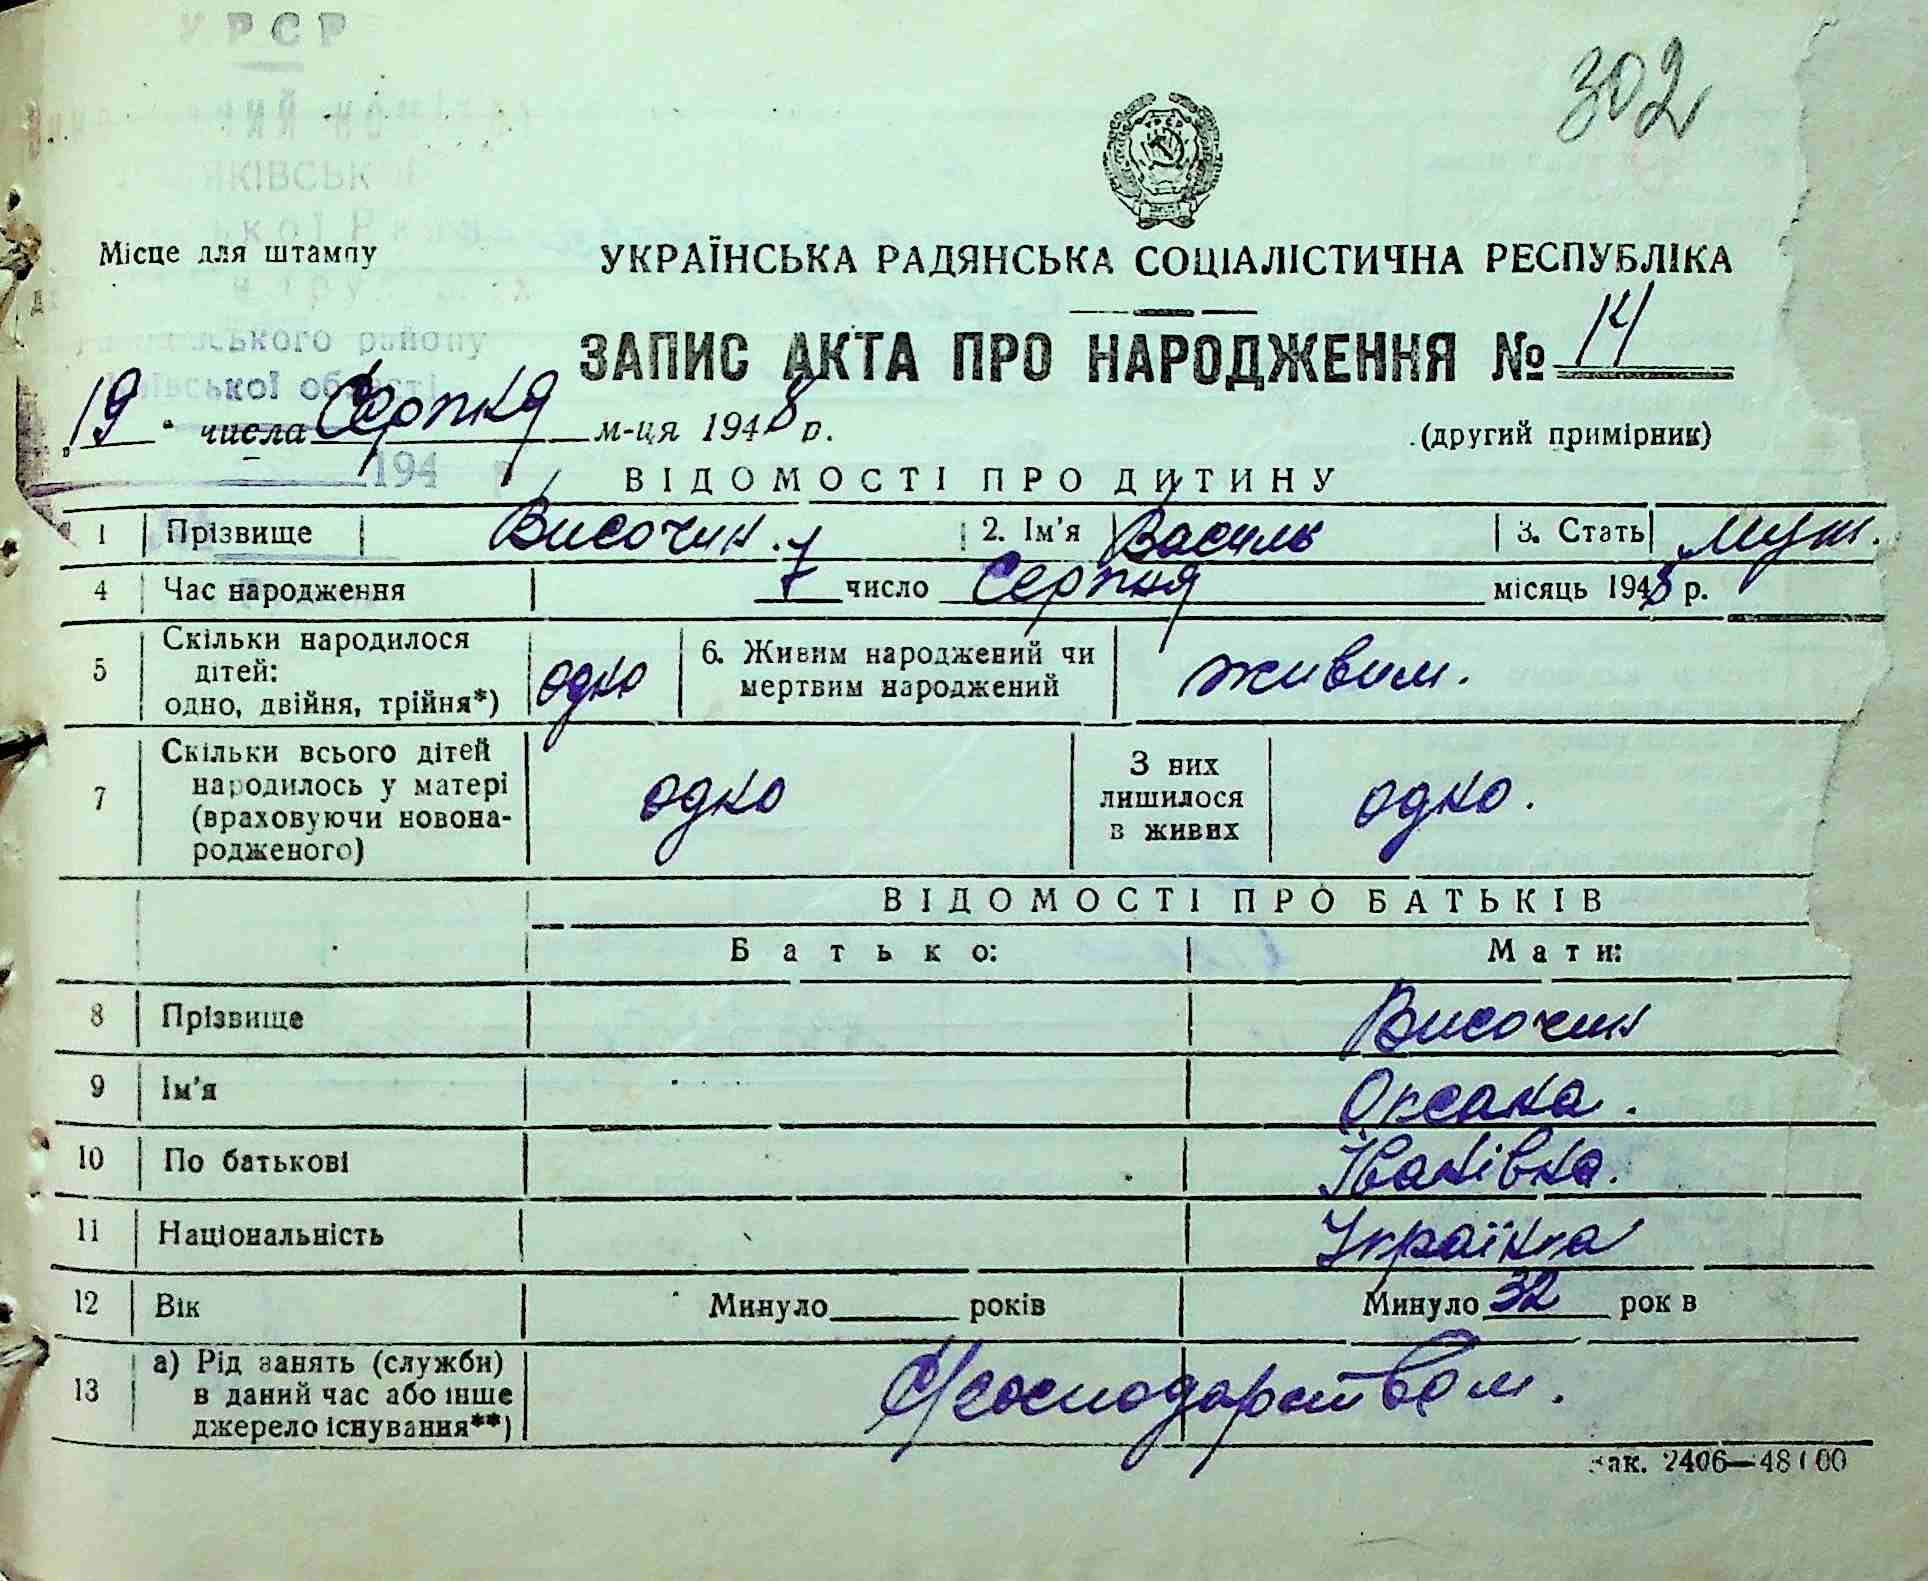 УРСР
302
ЯКІВСЬКОЇ
Місце для штампу
УКРАЇНСЬКА РАДЯНСЬКА СОЦІАЛІСТИЧНА РЕСПУБЛІКА
ЗАПИС АКТА ПРО НАРОДЖЕННЯ № 14
ського району
ївської області
„19" числа Серпня м-ця 1948 р.
(другий примірник)
194 р
ВІДОМОСТІ ПРО ДИТИНУ
1 Прізвище Височин. 2. Ім'я Василь 3. Стать муж.
4 Час народження 7 число Серпня місяць 1948 р.
5 Скільки народилося дітей: одно, двійня, трійня*) одно 6. Живим народжений чи мертвим народжений живим.
7 Скільки всього дітей народилось у матері (враховуючи новонародженого) одно З них лишилося в живих одно.
ВІДОМОСТІ ПРО БАТЬКІВ
Батько: Мати:
8 Прізвище Височин
9 Ім'я Оксана.
10 По батькові Іванівна.
11 Національність Українка
12 Вік Минуло років Минуло 32 рок в
13 а) Рід занять (служби) в даний час або інше джерело існування**) С/господарством.
Зак. 2406—48100